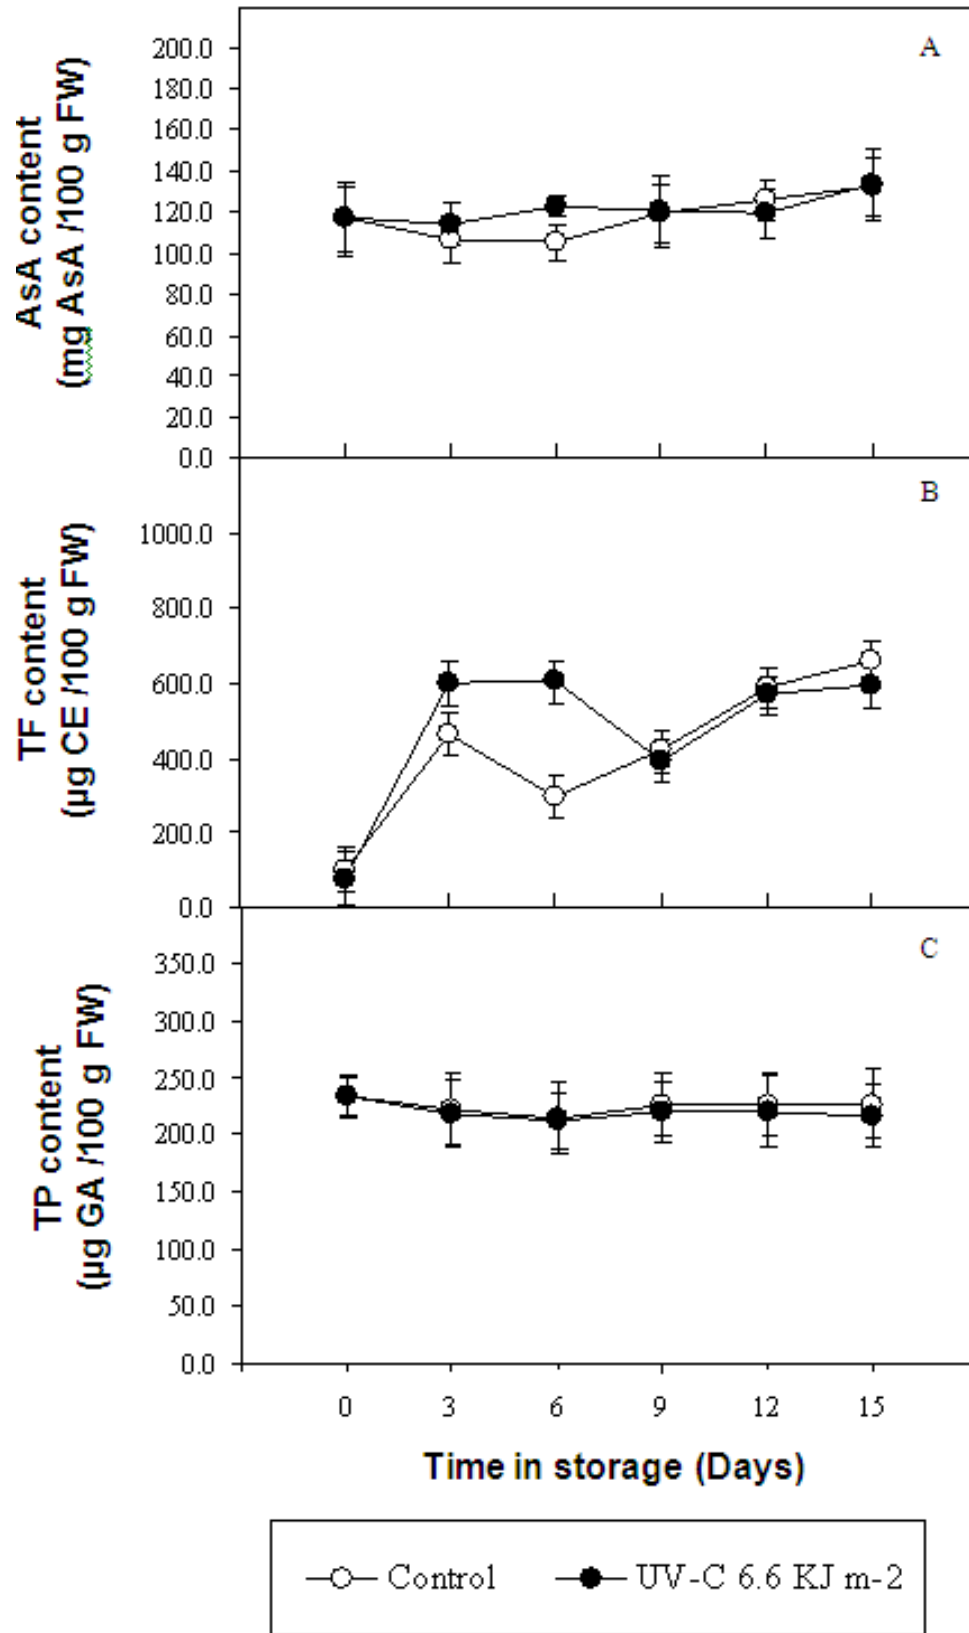 A
AsA content
(mg AsA /100 g FW)
200.0
180.0
160.0
140.0
120.0
100.0
80.0
60.0
40.0
20.0
0.0
B
TF content
(µg CE /100 g FW)
1000.0
800.0
600.0
400.0
200.0
0.0
C
TP content
(µg GA /100 g FW)
350.0
300.0
250.0
200.0
150.0
100.0
50.0
0.0
0 3 6 9 12 15
Time in storage (Days)
Control UV-C 6.6 KJ m-2